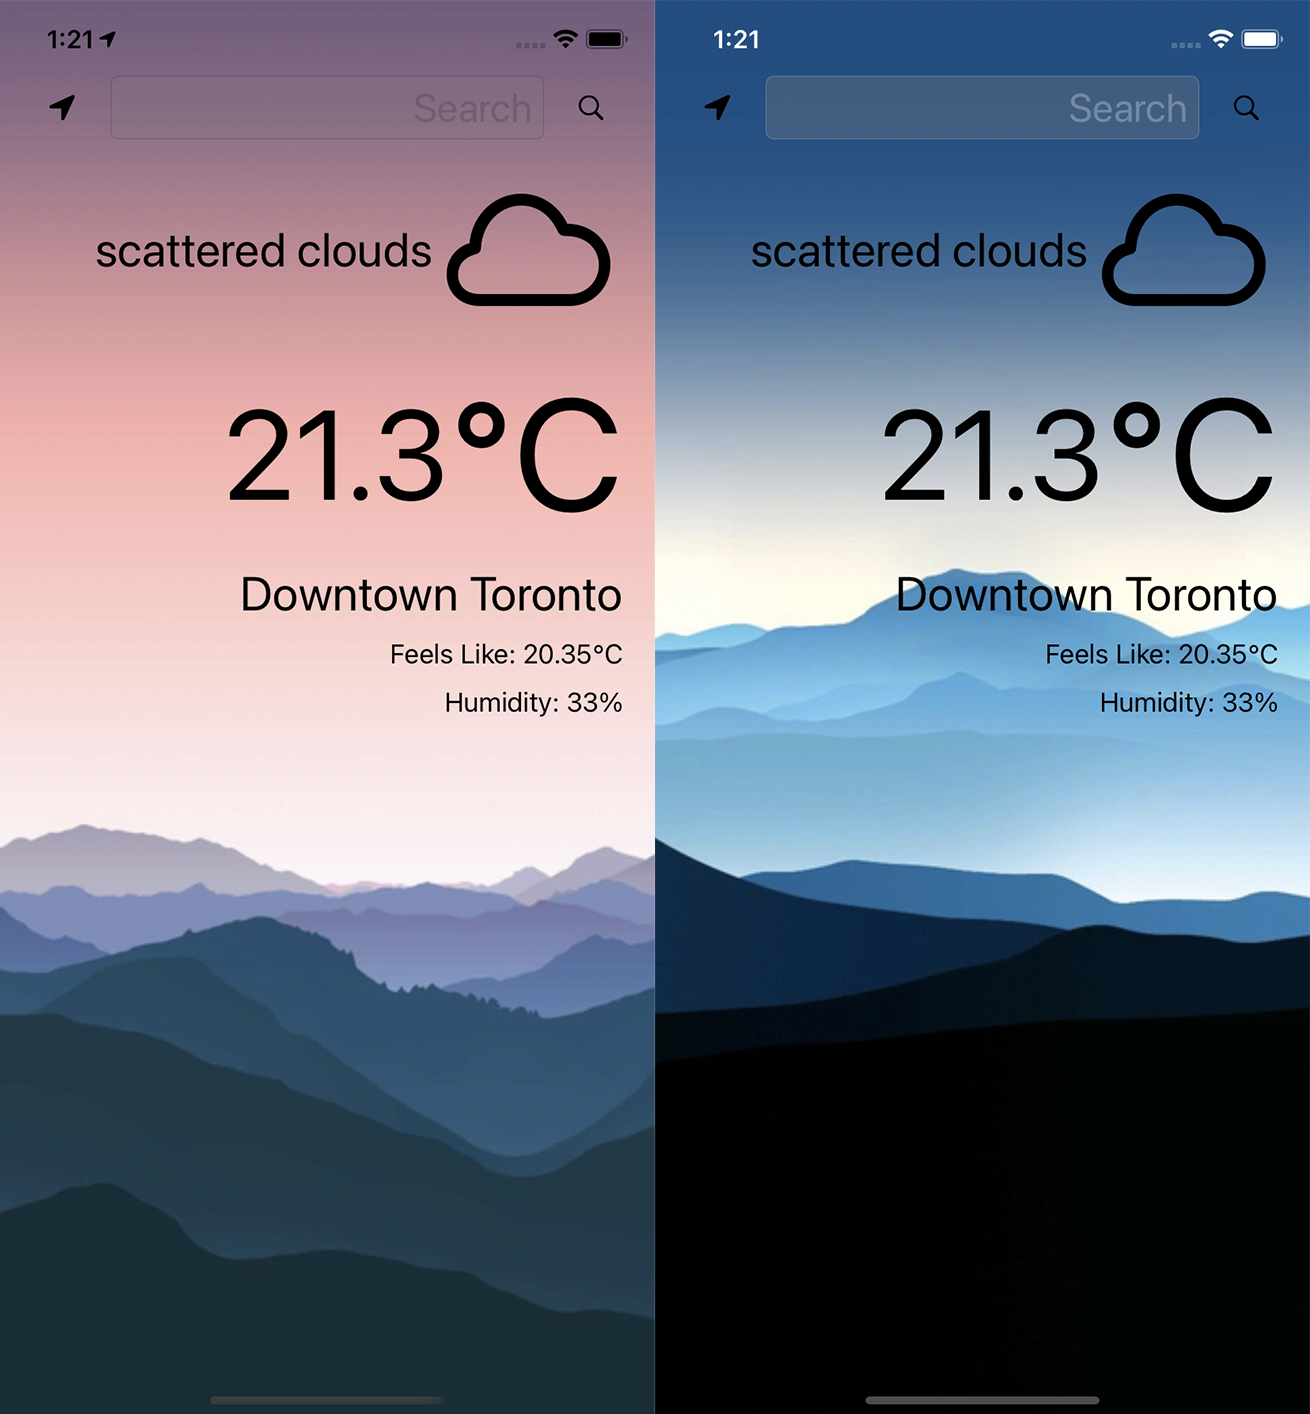 1:21
Search
scattered clouds
21.3°C
Downtown Toronto
Feels Like: 20.35°C
Humidity: 33%
1:21
Search
scattered clouds
21.3°C
Downtown Toronto
Feels Like: 20.35°C
Humidity: 33%